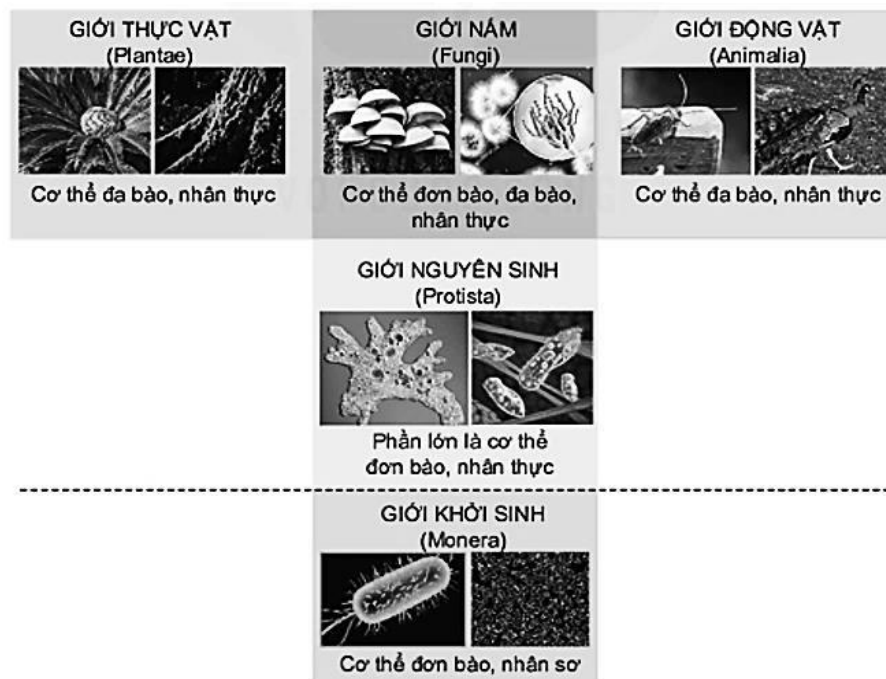 GIỚI THỰC VẬT
(Plantae)
Cơ thể đa bào, nhân thực
GIỚI NẤM
(Fungi)
Cơ thể đơn bào, đa bào,
nhân thực
GIỚI ĐỘNG VẬT
(Animalia)
Cơ thể đa bào, nhân thực
GIỚI NGUYÊN SINH
(Protista)
Phần lớn là cơ thể
đơn bào, nhân thực
GIỚI KHỞI SINH
(Monera)
Cơ thể đơn bào, nhân sơ